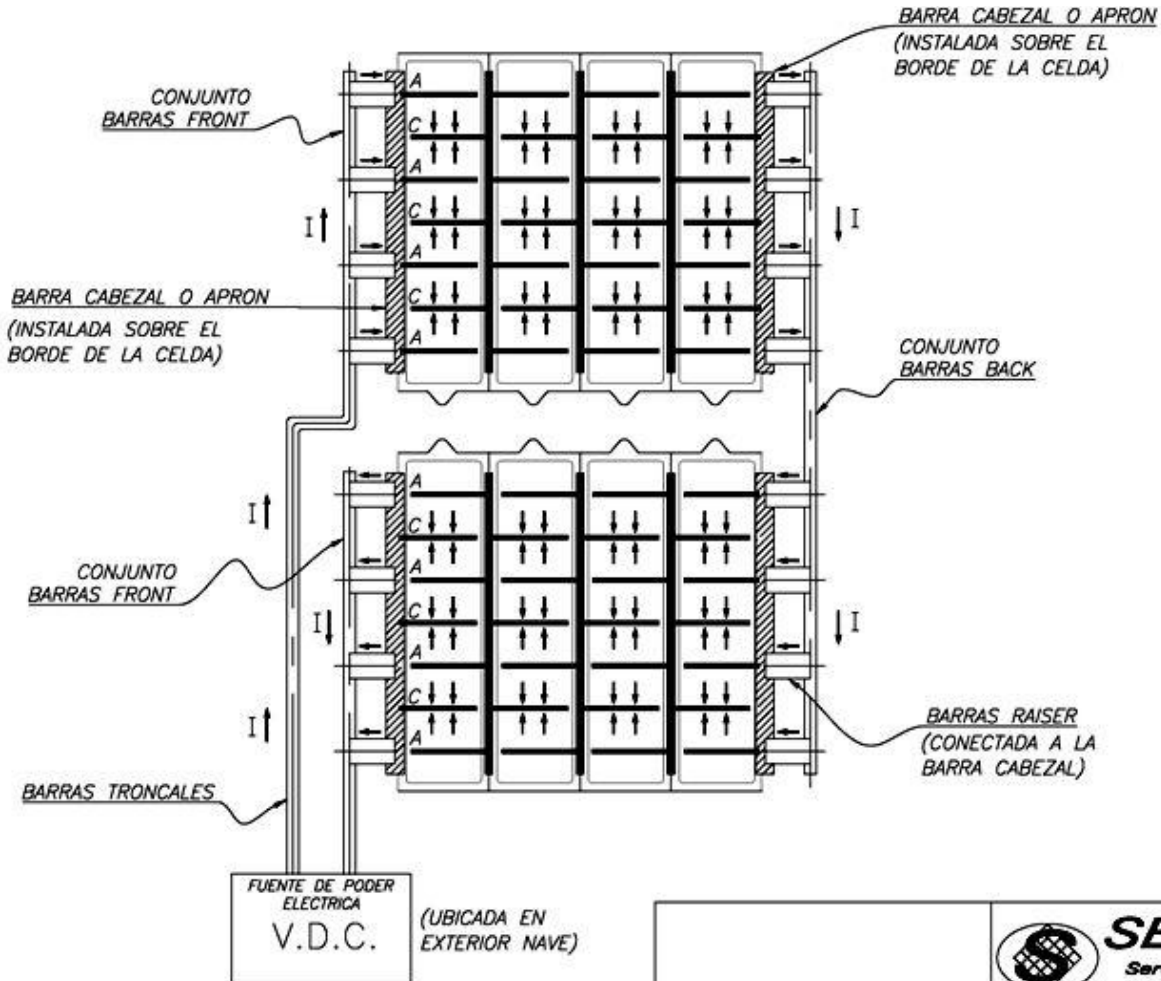 BARRA CABEZAL O APRON
(INSTALADA SOBRE EL
BORDE DE LA CELDA)
CONJUNTO
BARRAS FRONT
A
C
A
C
A
C
A
I
I
BARRA CABEZAL O APRON
(INSTALADA SOBRE EL
BORDE DE LA CELDA)
CONJUNTO
BARRAS BACK
A
C
A
C
A
C
A
I
CONJUNTO
BARRAS FRONT
I
I
I
BARRAS RAISER
(CONECTADA A LA
BARRA CABEZAL)
BARRAS TRONCALES
FUENTE DE PODER
ELECTRICA
V.D.C.
(UBICADA EN
EXTERIOR NAVE)
S